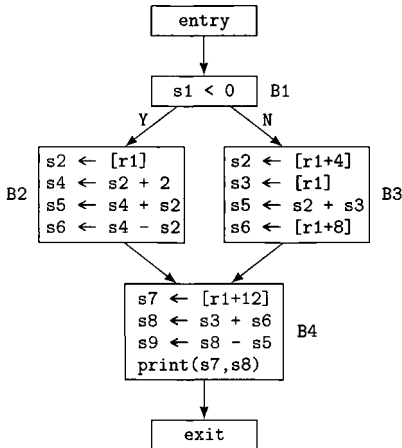 entry
s1 < 0
B1
Y
N
B2
s2 ← [r1]
s4 ← s2 + 2
s5 ← s4 + s2
s6 ← s4 - s2
s2 ← [r1+4]
s3 ← [r1]
s5 ← s2 + s3
s6 ← [r1+8]
B3
s7 ← [r1+12]
s8 ← s3 + s6
s9 ← s8 - s5
print(s7,s8)
B4
exit